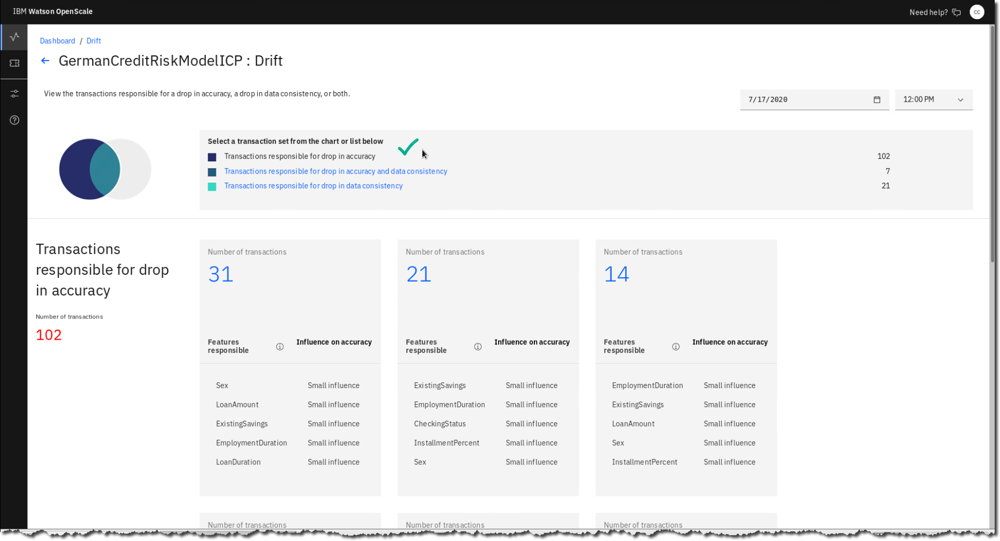 IBM Watson OpenScale
Need help?
CC
Dashboard / Drift
GermanCreditRiskModelICP : Drift
View the transactions responsible for a drop in accuracy, a drop in data consistency, or both.
7/17/2020
12:00 PM
Select a transaction set from the chart or list below
Transactions responsible for drop in accuracy 102
Transactions responsible for drop in accuracy and data consistency 7
Transactions responsible for drop in data consistency 21
Transactions
responsible for drop
in accuracy
Number of transactions
102
Number of transactions
31
Features
responsible
Influence on accuracy
Sex Small influence
LoanAmount Small influence
ExistingSavings Small influence
EmploymentDuration Small influence
LoanDuration Small influence
Number of transactions
21
Features
responsible
Influence on accuracy
ExistingSavings Small influence
EmploymentDuration Small influence
CheckingStatus Small influence
InstallmentPercent Small influence
Sex Small influence
Number of transactions
14
Features
responsible
Influence on accuracy
EmploymentDuration Small influence
ExistingSavings Small influence
LoanAmount Small influence
Sex Small influence
InstallmentPercent Small influence
Number of transactions
Number of transactions
Number of transactions